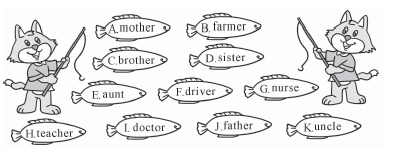 A. mother
B. farmer
C. brother
D. sister
E. aunt
F. driver
G. nurse
H. teacher
I. doctor
J. father
K. uncle